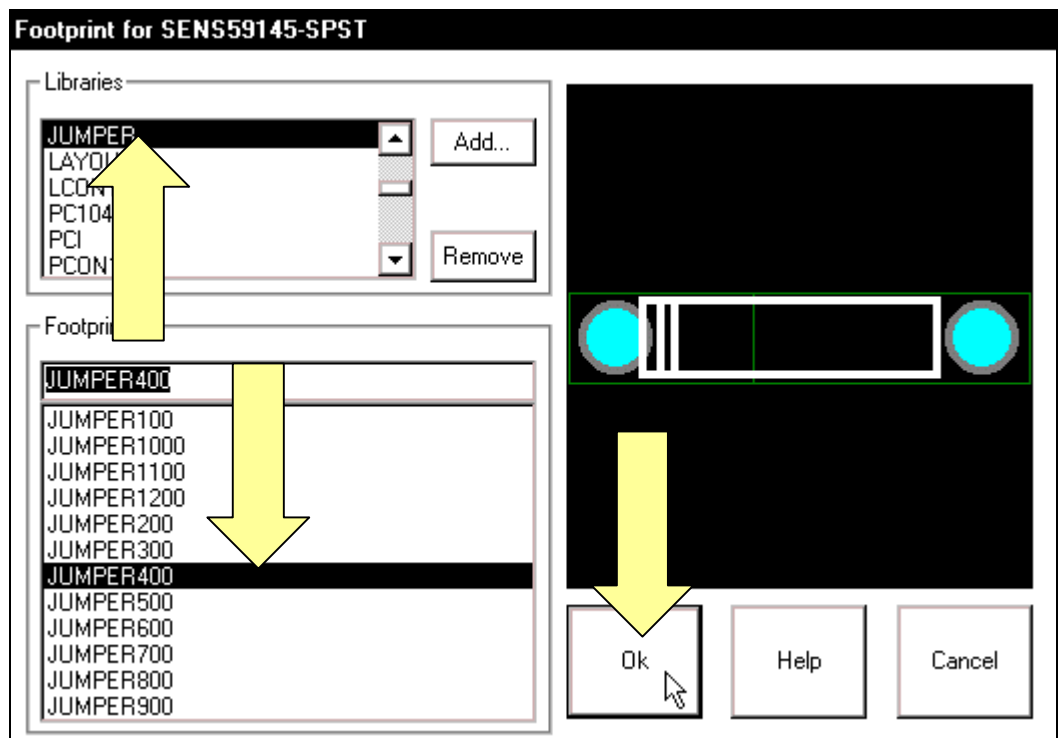 Footprint for SENS59145-SPST
Libraries
JUMPER
PC104
PCI
Add...
Remove
JUMPER400
JUMPER100
JUMPER1000
JUMPER1100
JUMPER1200
JUMPER200
JUMPER300
JUMPER400
JUMPER500
JUMPER600
JUMPER700
JUMPER800
JUMPER900
Ok
Help
Cancel